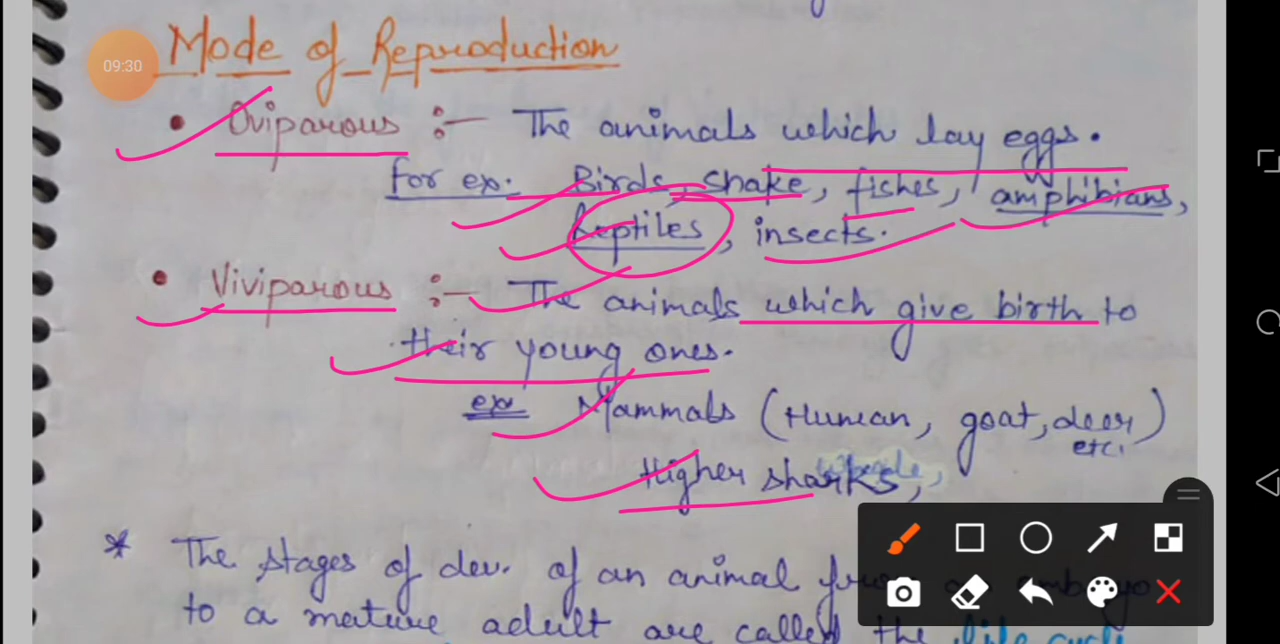 09:30
Mode of Reproduction
• Oviparous :- The animals which lay eggs.
for ex. Birds, snake, fishes, amphibians,
Reptiles, insects.
• Viviparous :- The animals which give birth to
their young ones.
ex Mammals (Human, goat, deer etc.)
Higher sharks,
* The stages of dev. of an animal
to a mature adult are called the life cycle